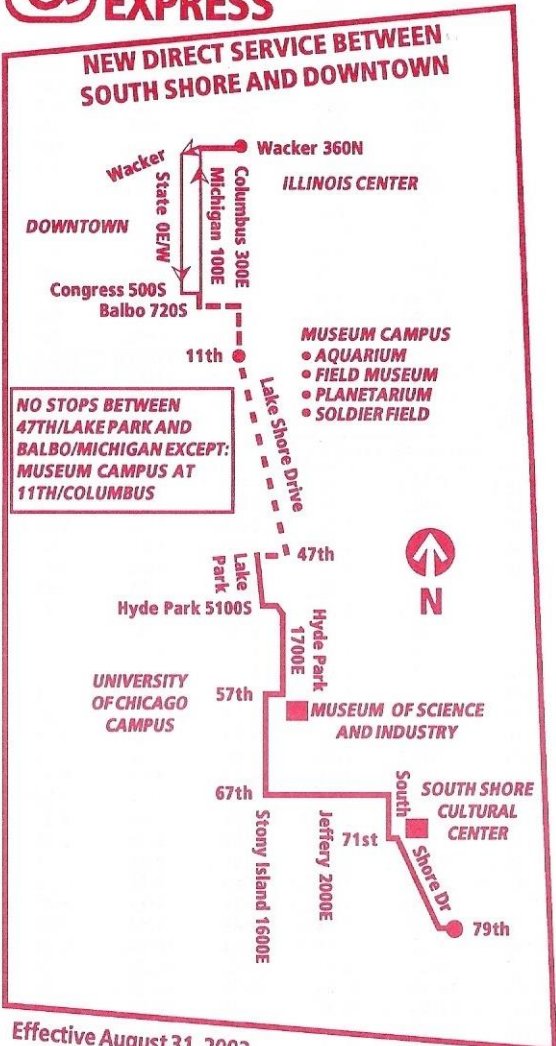 EXPRESS
NEW DIRECT SERVICE BETWEEN
SOUTH SHORE AND DOWNTOWN
Wacker 360N
Wacker
ILLINOIS CENTER
State 0E/W
Michigan 100E
Columbus 300E
DOWNTOWN
Congress 500S
Balbo 720S
11th
MUSEUM CAMPUS
• AQUARIUM
• FIELD MUSEUM
• PLANETARIUM
• SOLDIER FIELD
Lake Shore Drive
NO STOPS BETWEEN
47TH/LAKE PARK AND
BALBO/MICHIGAN EXCEPT:
MUSEUM CAMPUS AT
11TH/COLUMBUS
47th
Lake
Park
N
Hyde Park 5100S
Hyde Park
1700E
UNIVERSITY
OF CHICAGO
CAMPUS
57th
MUSEUM OF SCIENCE
AND INDUSTRY
67th
Stony Island 1600E
Jeffery 2000E
71st
South
Shore Dr
SOUTH SHORE
CULTURAL
CENTER
79th